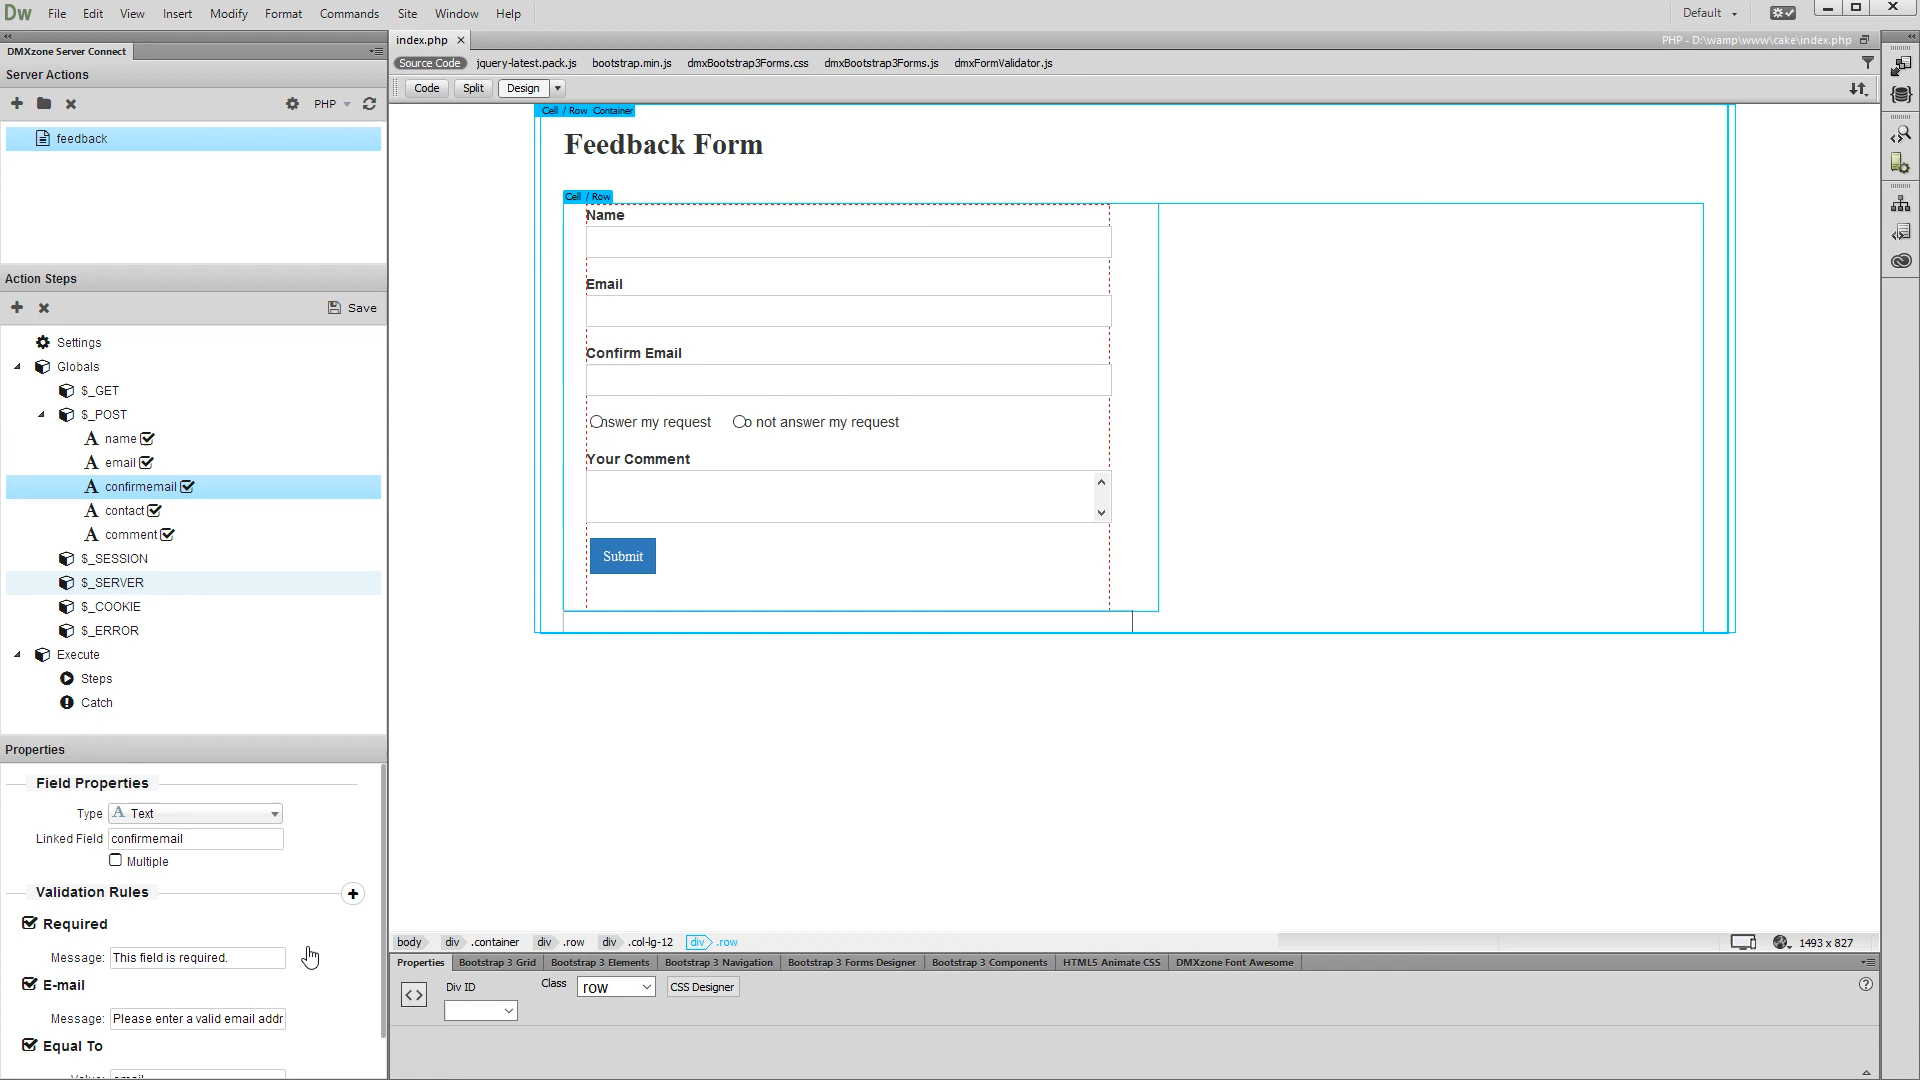 Dw File Edit View Insert Modify Format Commands Site Window Help Default
DMXzone Server Connect
Server Actions
PHP
feedback
Action Steps
Save
Settings
Globals
$_GET
$_POST
name
email
confirmemail
contact
comment
$_SESSION
$_SERVER
$_COOKIE
$_ERROR
Execute
Steps
Catch
Properties
Field Properties
Type A Text
Linked Field confirmemail
Multiple
Validation Rules
Required
Message: This field is required.
E-mail
Message: Please enter a valid email addr
Equal To
index.php
PHP - D:\wamp\www\cake\index.php
Source Code jquery-latest.pack.js bootstrap.min.js dmxBootstrap3Forms.css dmxBootstrap3Forms.js dmxFormValidator.js
Code Split Design
Cell / Row Container
Feedback Form
Cell / Row
Name
Email
Confirm Email
nswer my request o not answer my request
Your Comment
Submit
body div .container div .row div .col-lg-12 div .row
1493 x 827
Properties Bootstrap 3 Grid Bootstrap 3 Elements Bootstrap 3 Navigation Bootstrap 3 Forms Designer Bootstrap 3 Components HTML5 Animate CSS DMXzone Font Awesome
Div ID Class row CSS Designer